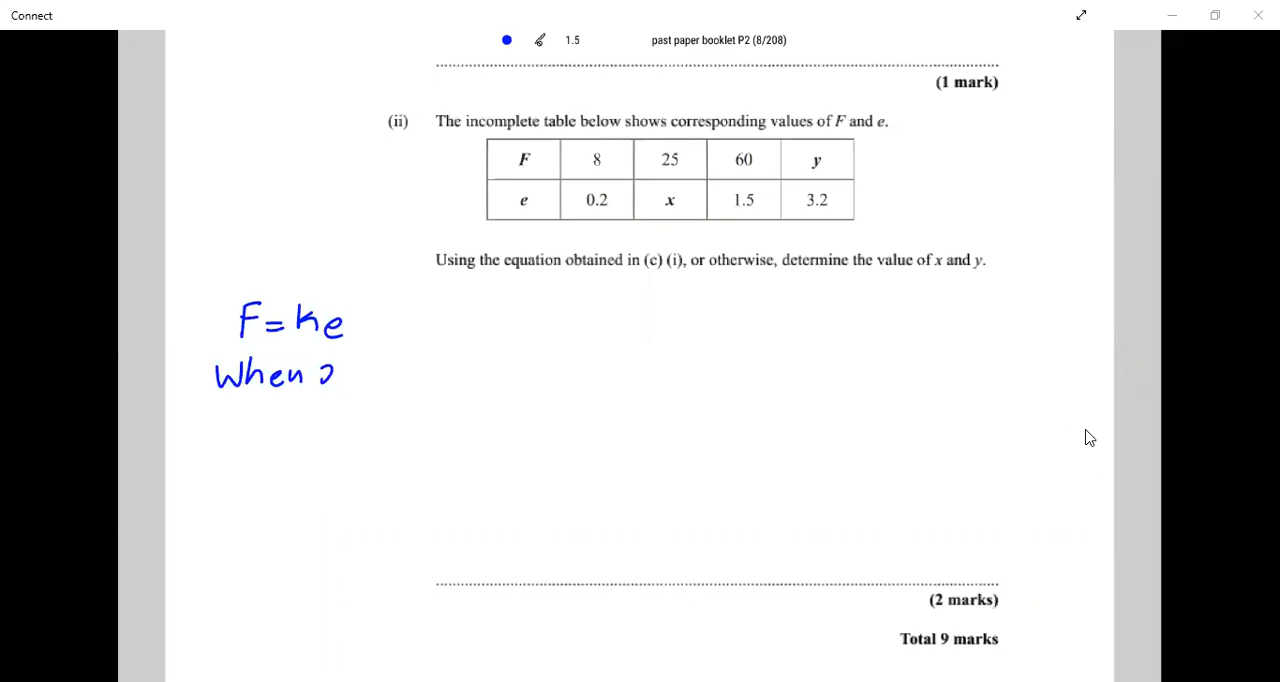 Connect
1.5 past paper booklet P2 (8/208)
(1 mark)
(ii) The incomplete table below shows corresponding values of F and e.
F 8 25 60 y
e 0.2 x 1.5 3.2
Using the equation obtained in (c) (i), or otherwise, determine the value of x and y.
F = ke
When
(2 marks)
Total 9 marks